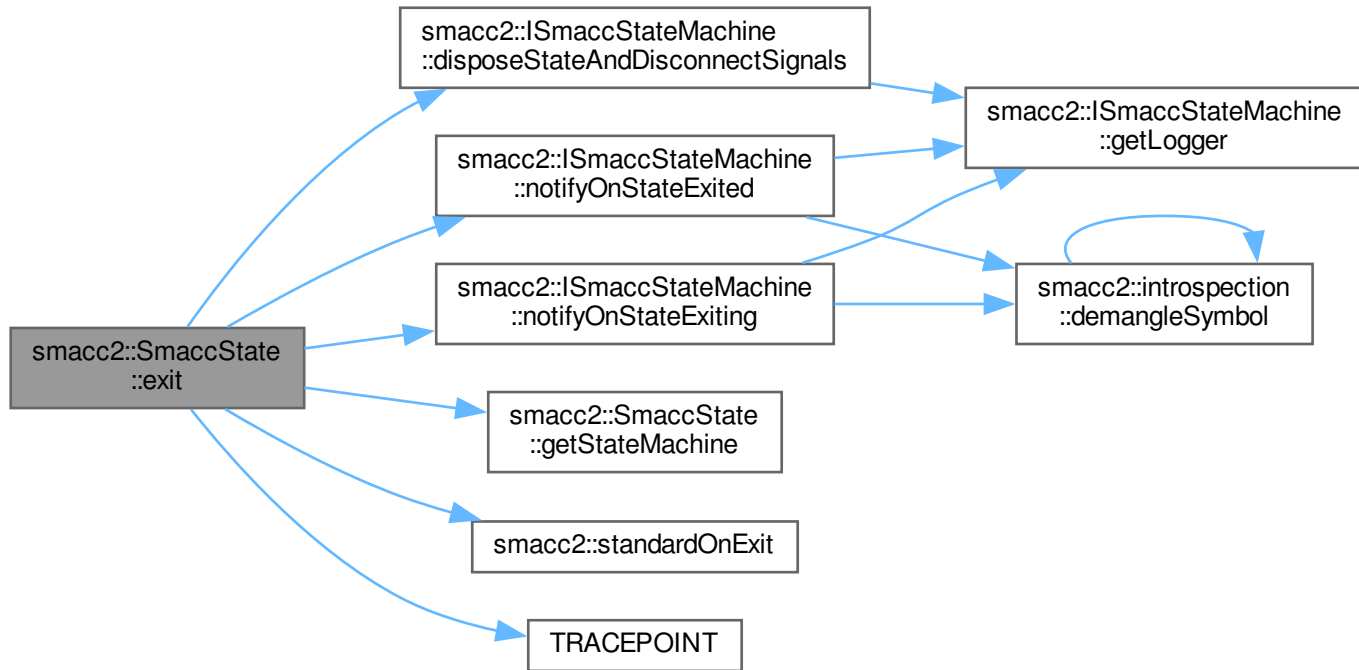 smacc2::ISmaccStateMachine
::disposeStateAndDisconnectSignals
smacc2::ISmaccStateMachine
::getLogger
smacc2::ISmaccStateMachine
::notifyOnStateExited
smacc2::ISmaccStateMachine
::notifyOnStateExiting
smacc2::introspection
::demangleSymbol
smacc2::SmaccState
::exit
smacc2::SmaccState
::getStateMachine
smacc2::standardOnExit
TRACEPOINT